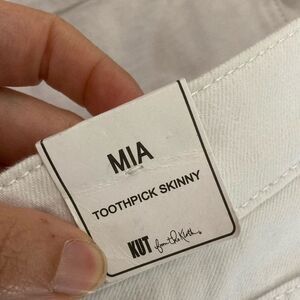 MIA
TOOTHPICK SKINNY
KUT from the Kloth